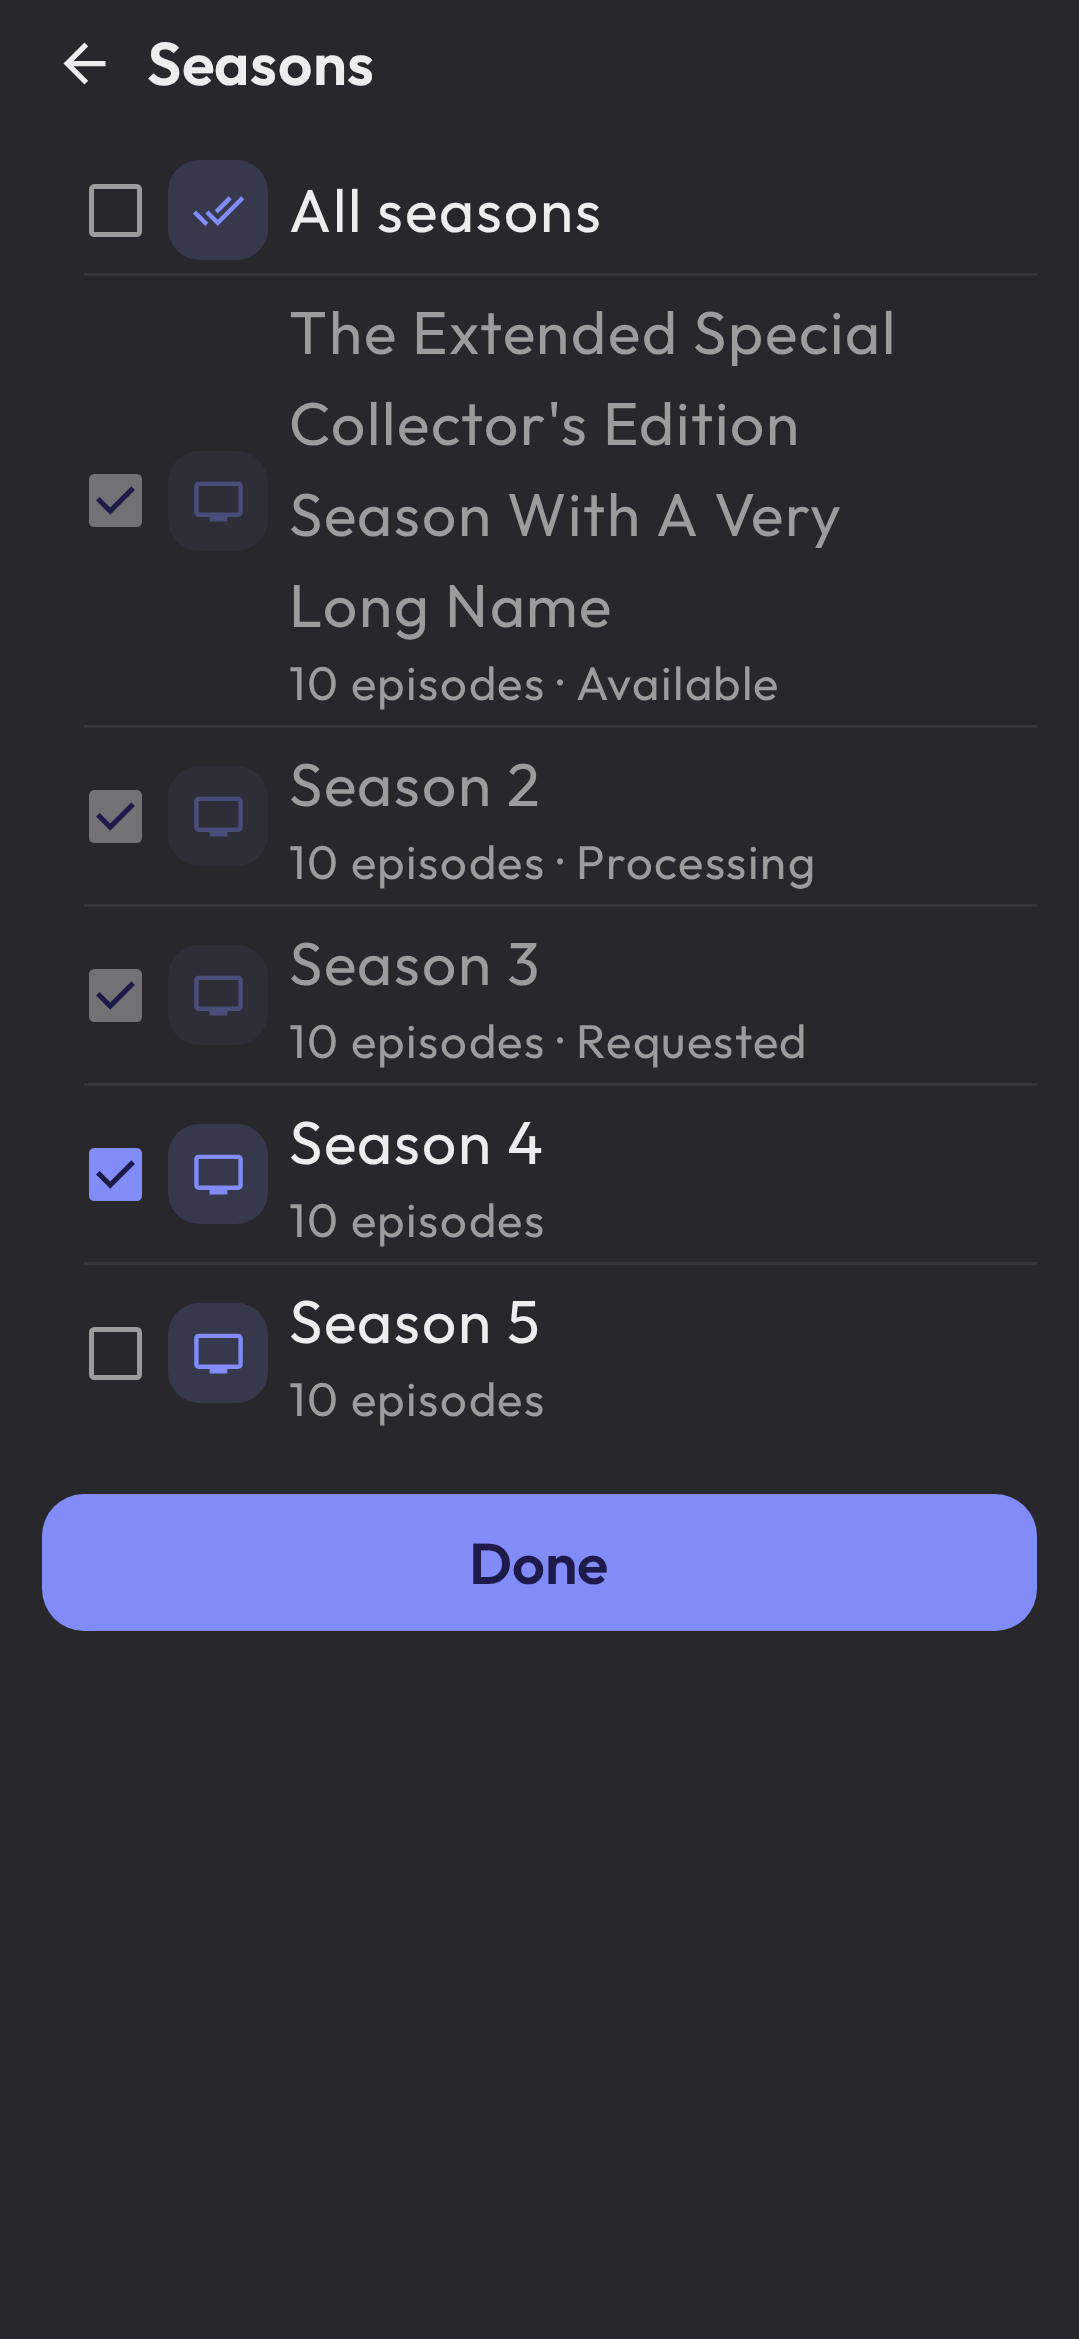 Seasons
All seasons
The Extended Special
Collector's Edition
Season With A Very
Long Name
10 episodes · Available
Season 2
10 episodes · Processing
Season 3
10 episodes · Requested
Season 4
10 episodes
Season 5
10 episodes
Done